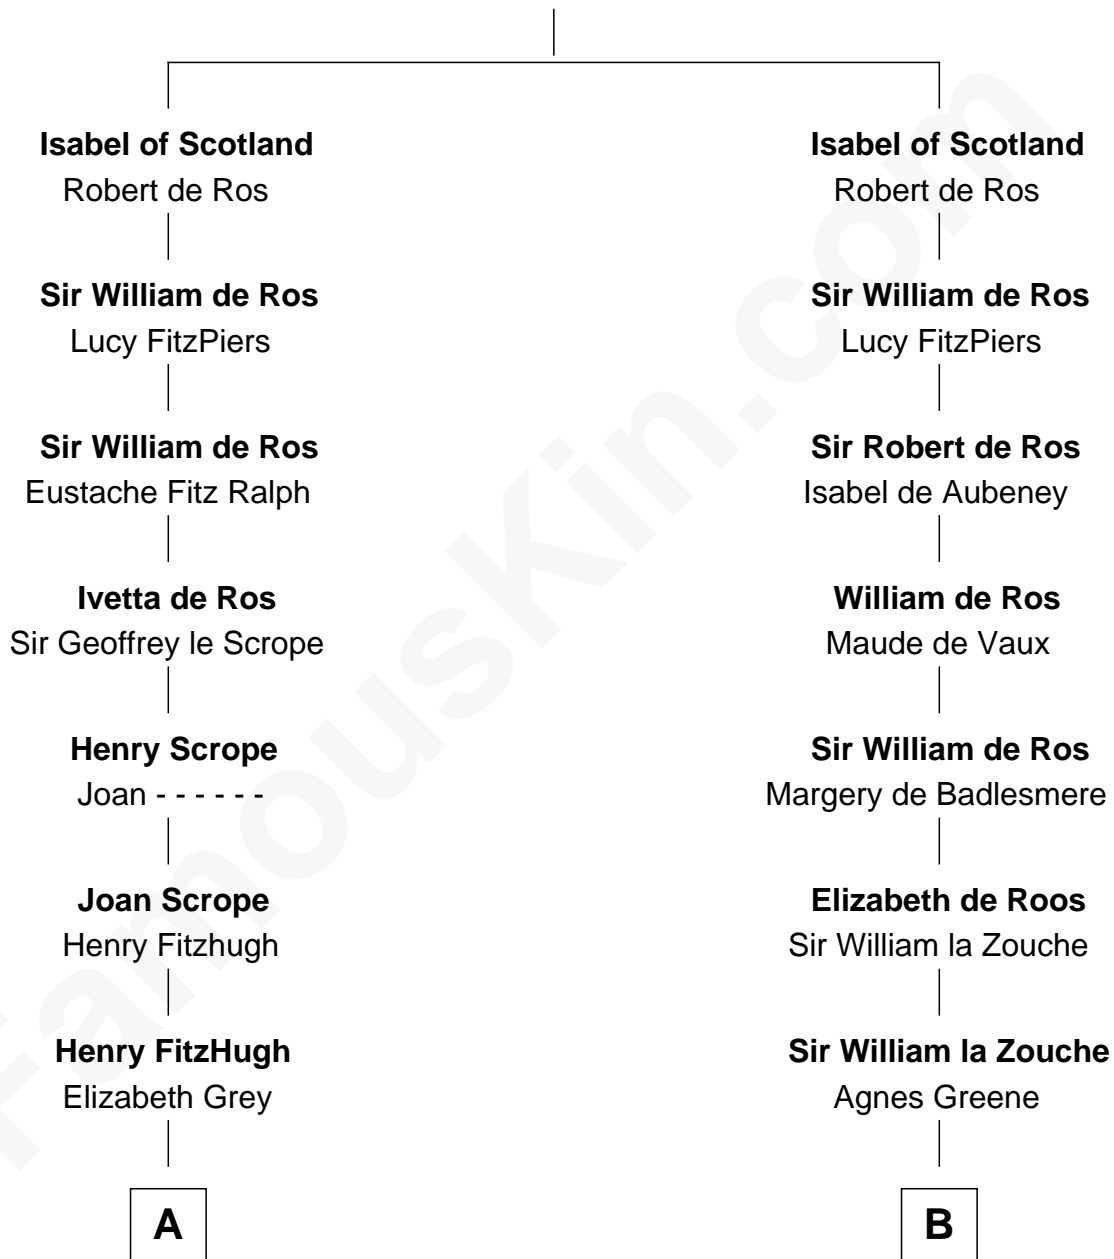 Isabel of Scotland
Robert de Ros
Sir William de Ros
Lucy FitzPiers
Sir William de Ros
Eustache Fitz Ralph
Ivetta de Ros
Sir Geoffrey le Scrope
Henry Scrope
Joan - - - - - -
Joan Scrope
Henry Fitzhugh
Henry FitzHugh
Elizabeth Grey
A
Isabel of Scotland
Robert de Ros
Sir William de Ros
Lucy FitzPiers
Sir Robert de Ros
Isabel de Aubeney
William de Ros
Maude de Vaux
Sir William de Ros
Margery de Badlesmere
Elizabeth de Roos
Sir William la Zouche
Sir William la Zouche
Agnes Greene
B
FamousKin.com